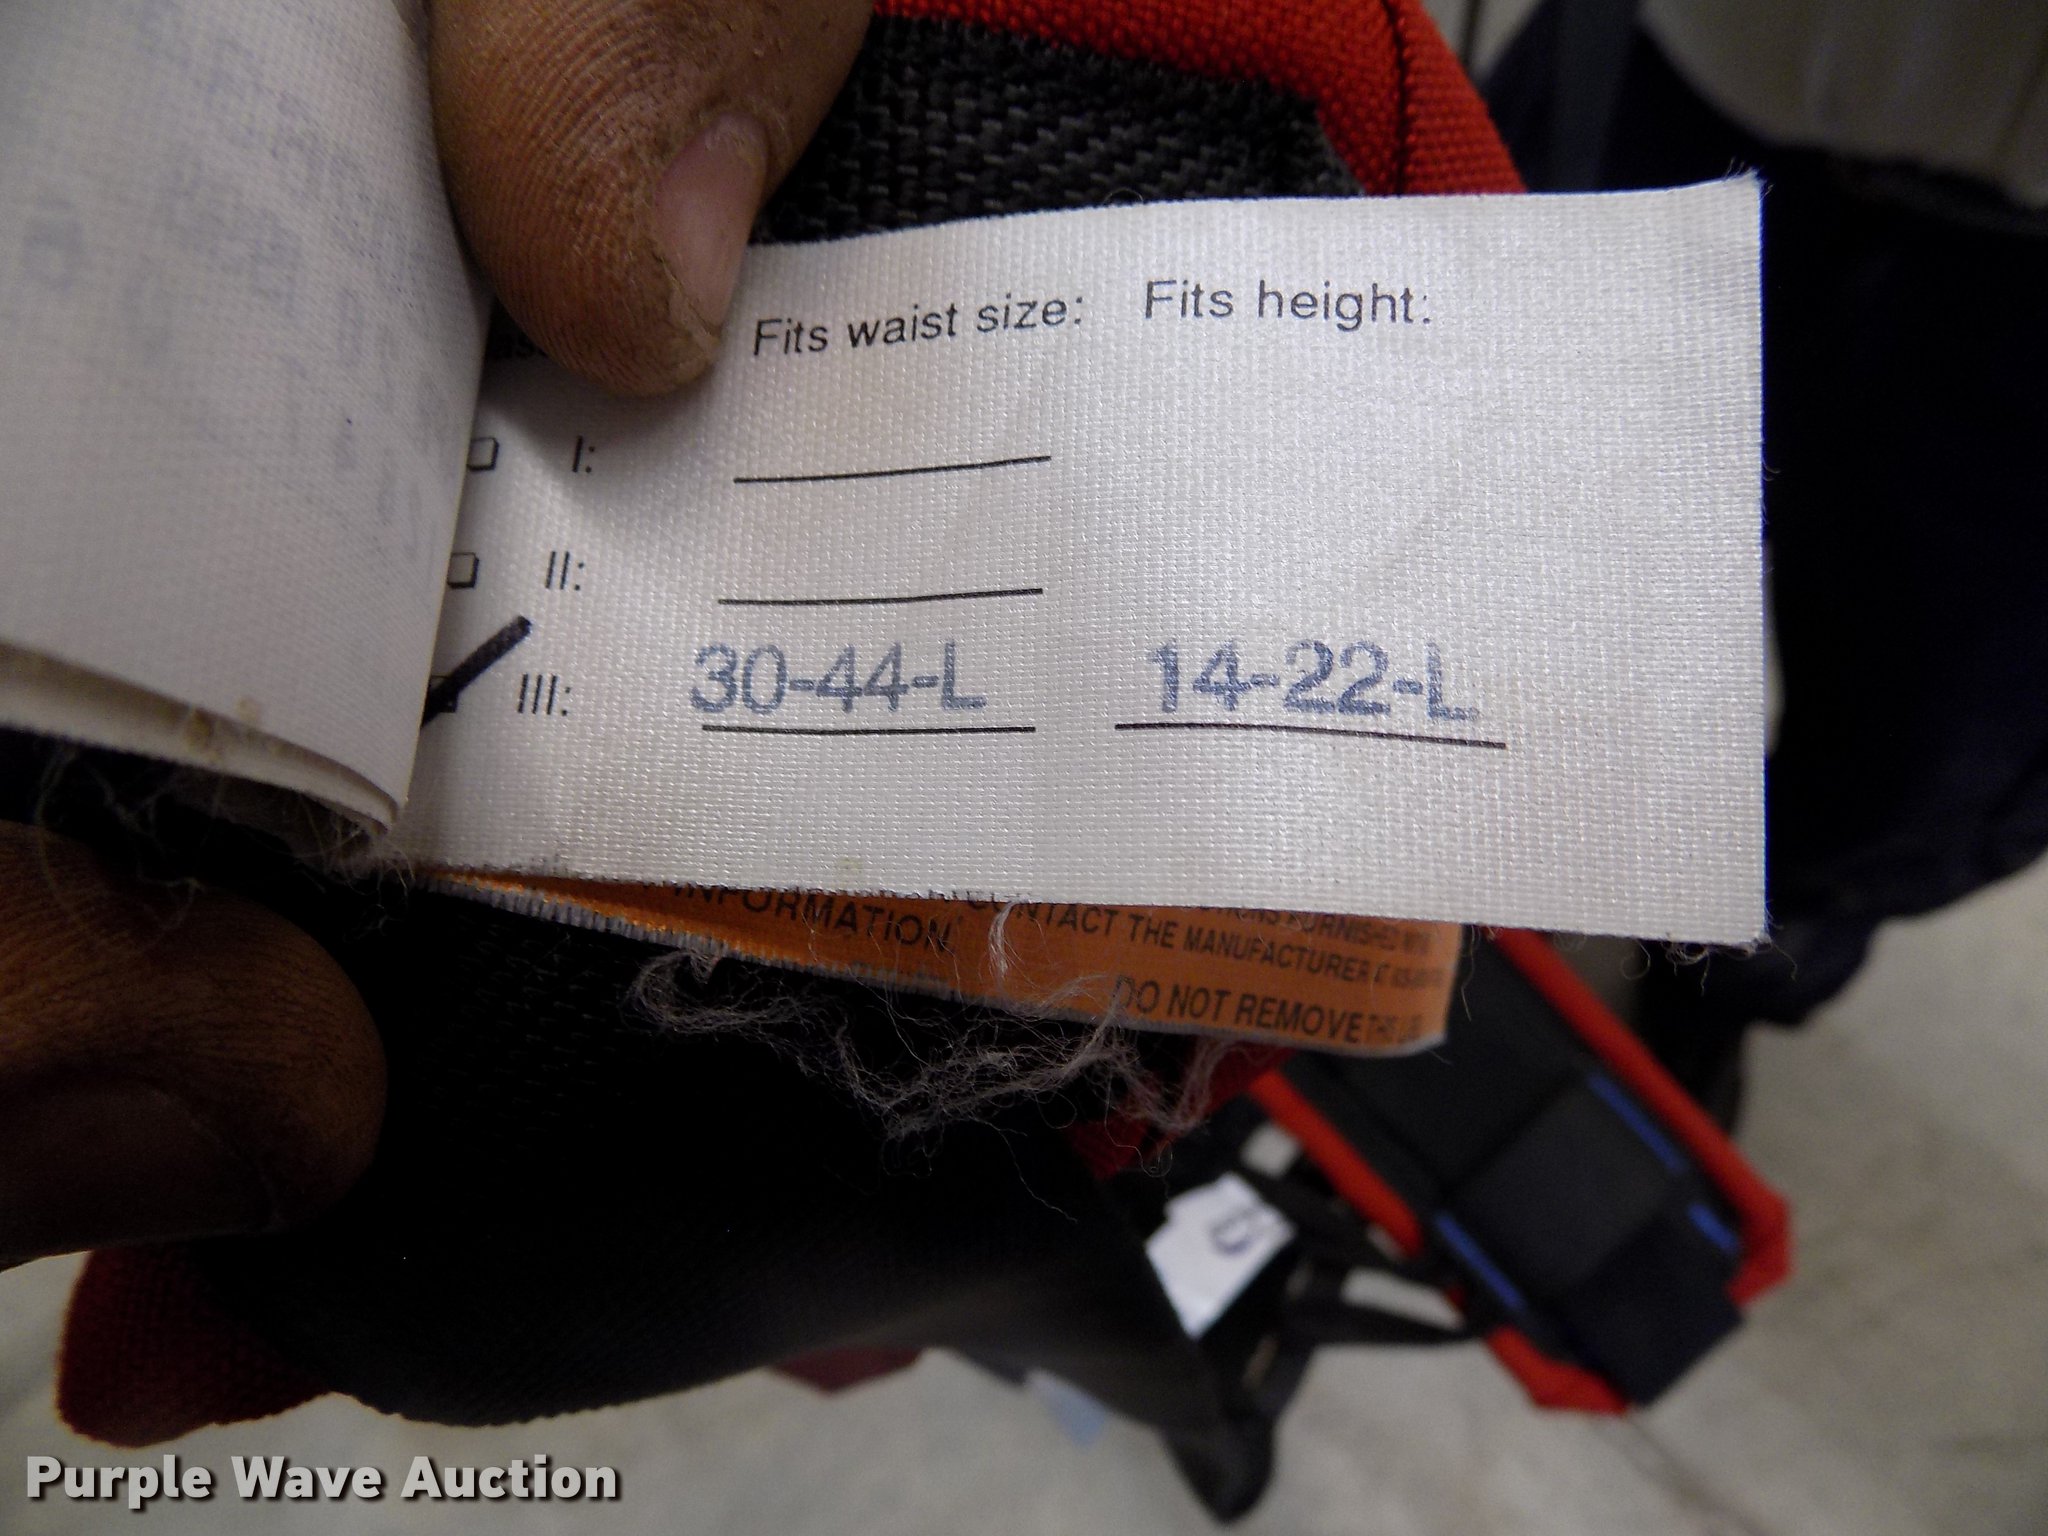 Fits waist size: Fits height:
I:
II:
III: 30-44-L 14-22-L
INFORMATION. CONTACT THE MANUFACTURER
DO NOT REMOVE
Purple Wave Auction